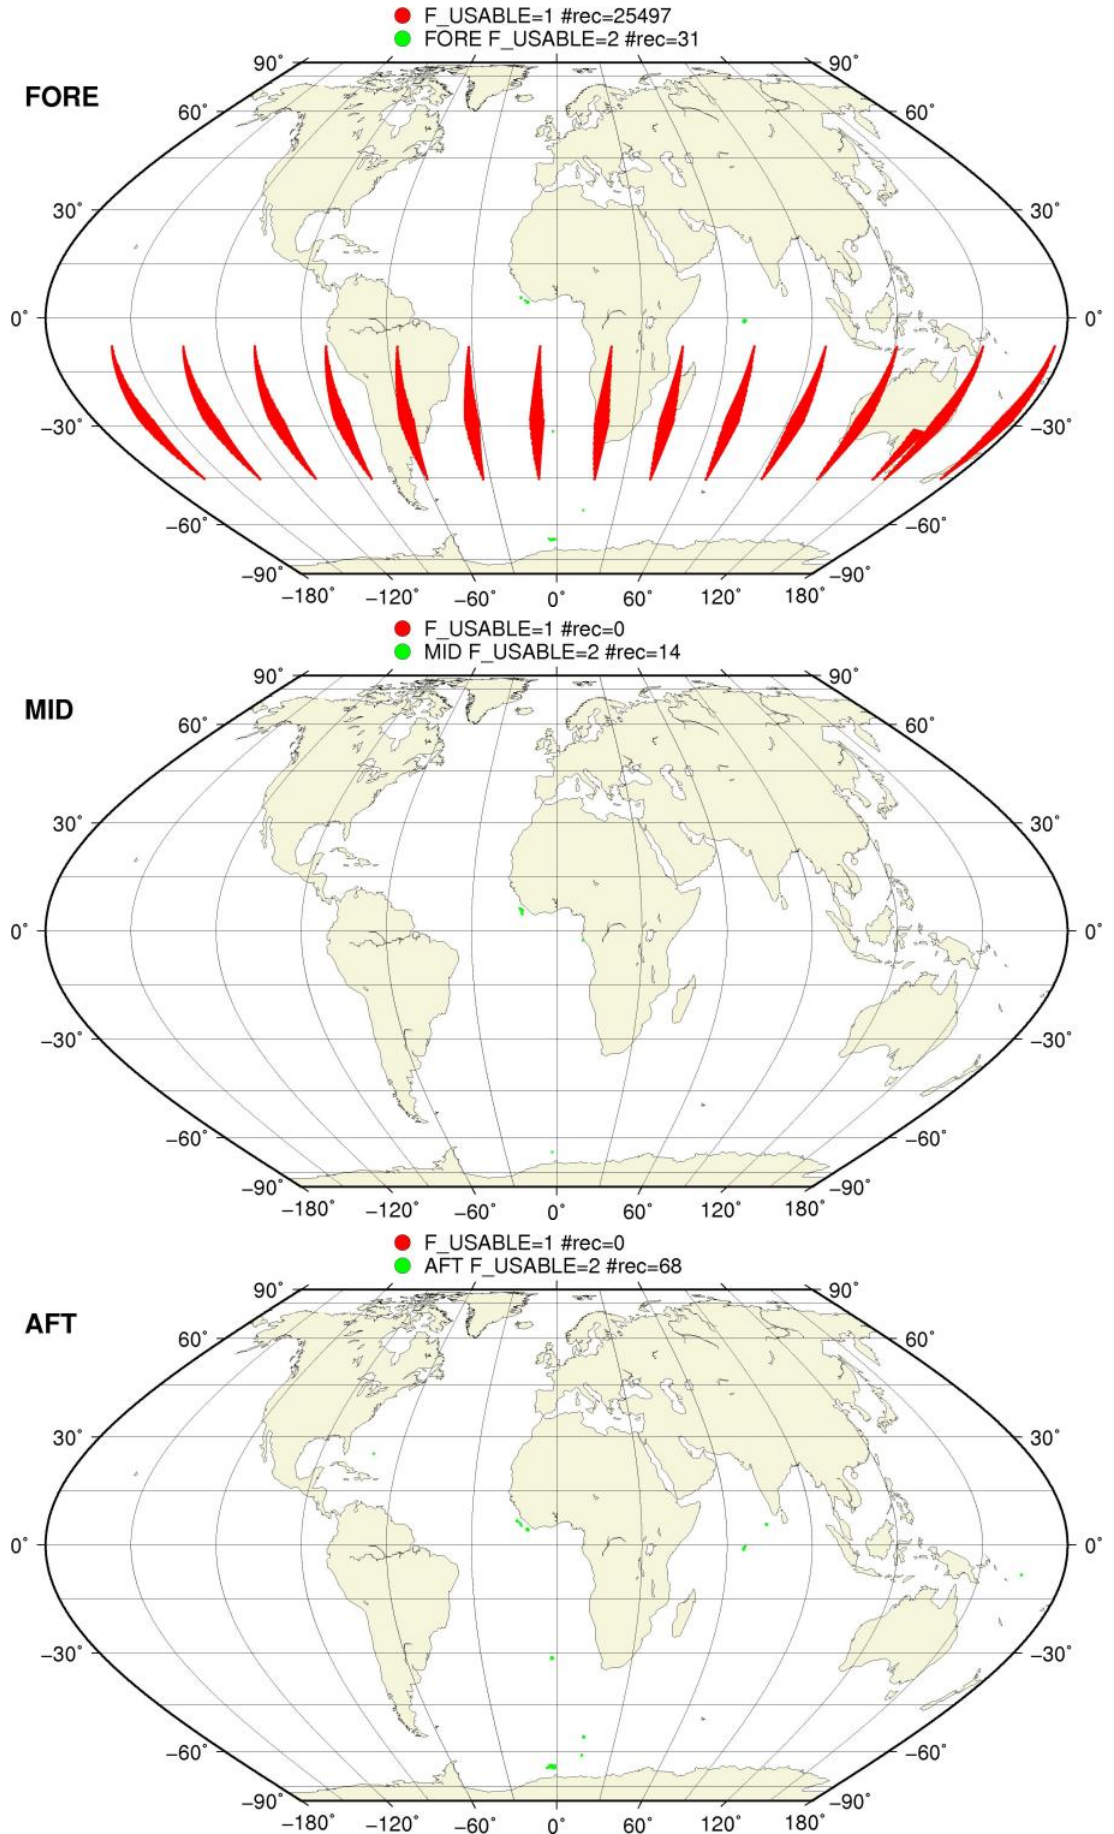 F_USABLE=1 #rec=25497
FORE F_USABLE=2 #rec=31
FORE
90° 90°
60° 60°
30° 30°
0° 0°
−30° −30°
−60° −60°
−90° −90°
−180° −120° −60° 0° 60° 120° 180°
F_USABLE=1 #rec=0
MID F_USABLE=2 #rec=14
MID
90° 90°
60° 60°
30° 30°
0° 0°
−30° −30°
−60° −60°
−90° −90°
−180° −120° −60° 0° 60° 120° 180°
F_USABLE=1 #rec=0
AFT F_USABLE=2 #rec=68
AFT
90° 90°
60° 60°
30° 30°
0° 0°
−30° −30°
−60° −60°
−90° −90°
−180° −120° −60° 0° 60° 120° 180°